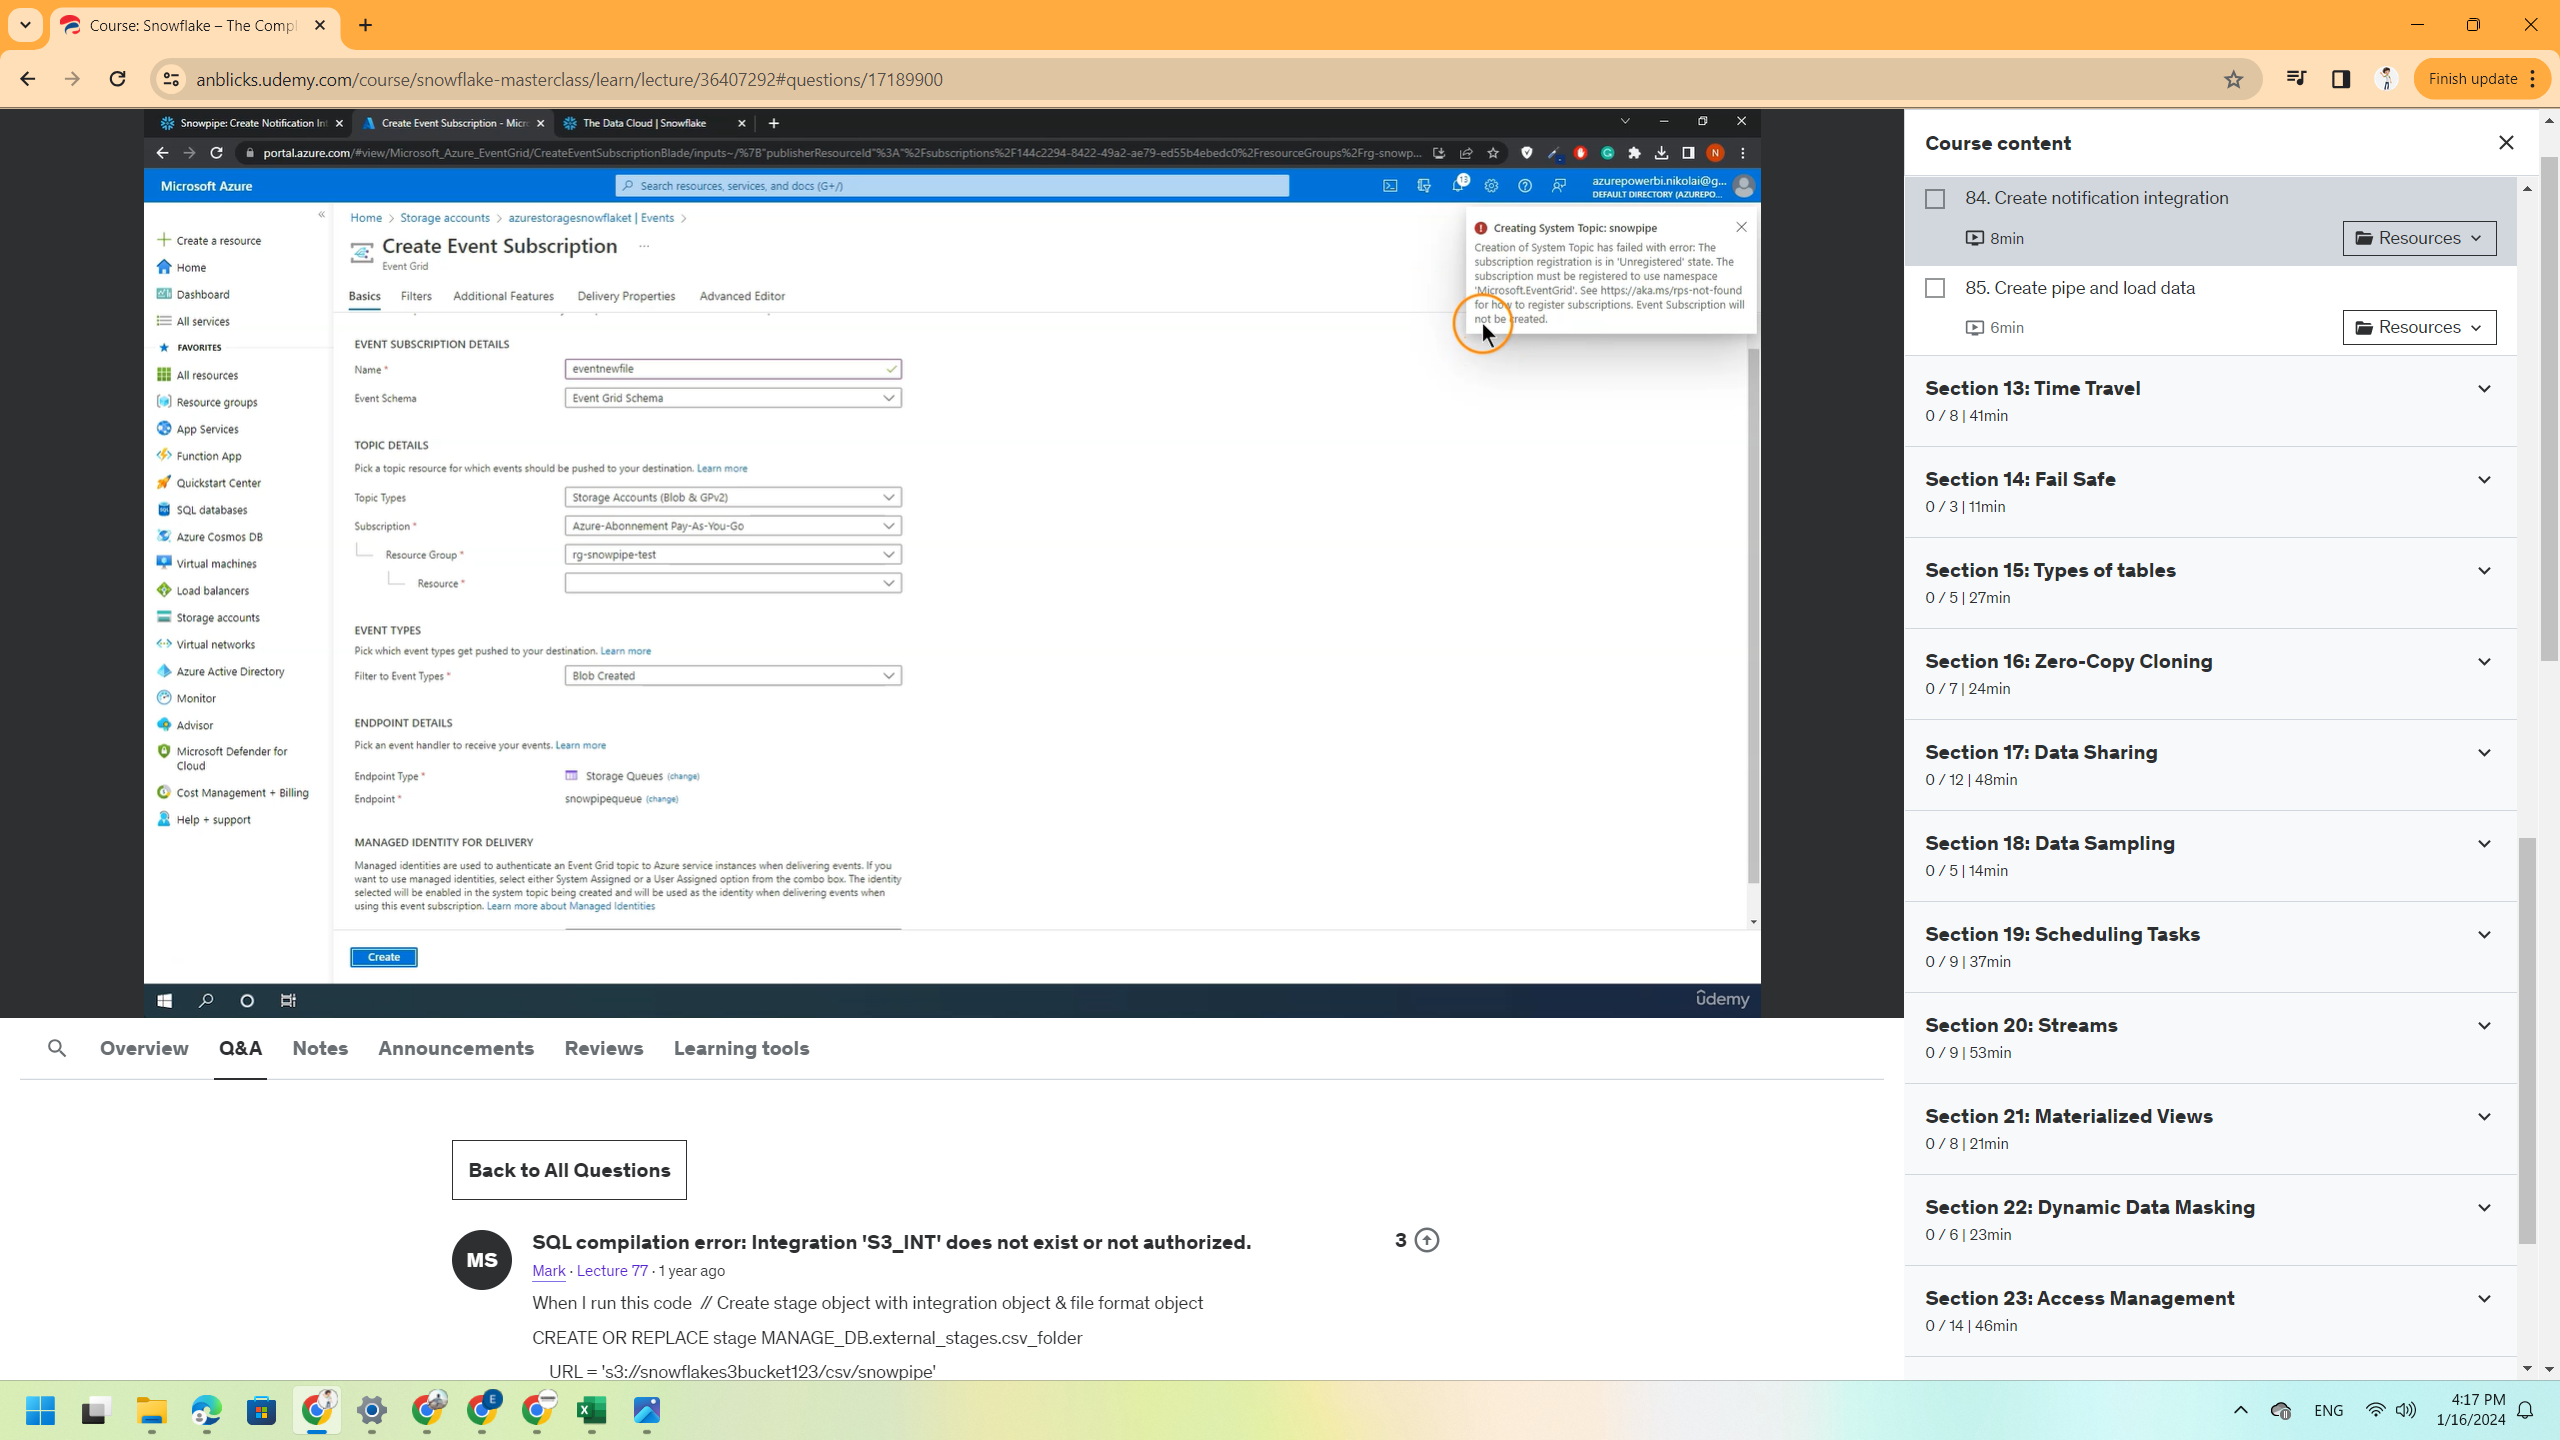 Course: Snowflake – The Compl
anblicks.udemy.com/course/snowflake-masterclass/learn/lecture/36407292#questions/17189900
Finish update
Snowpipe: Create Notification In
Create Event Subscription - Micr
The Data Cloud | Snowflake
portal.azure.com/#view/Microsoft_Azure_EventGrid/CreateEventSubscriptionBlade/inputs~/%7B"publisherResourceId"%3A"%2Fsubscriptions%2F144c2294-8422-49a2-ae79-ed55b4ebedc0%2FresourceGroups%2Frg-snowp...
N
Microsoft Azure
Search resources, services, and docs (G+/)
13
azurepowerbi.nikolai@g...
DEFAULT DIRECTORY (AZUREPO...
Create a resource
Home
Dashboard
All services
FAVORITES
All resources
Resource groups
App Services
Function App
Quickstart Center
SQL databases
Azure Cosmos DB
Virtual machines
Load balancers
Storage accounts
Virtual networks
Azure Active Directory
Monitor
Advisor
Microsoft Defender for
Cloud
Cost Management + Billing
Help + support
Home > Storage accounts > azurestoragesnowflaket | Events >
Create Event Subscription ...
Event Grid
Basics Filters Additional Features Delivery Properties Advanced Editor
Creating System Topic: snowpipe
Creation of System Topic has failed with error: The
subscription registration is in 'Unregistered' state. The
subscription must be registered to use namespace
'Microsoft.EventGrid'. See https://aka.ms/rps-not-found
for how to register subscriptions. Event Subscription will
not be created.
EVENT SUBSCRIPTION DETAILS
Name * eventnewfile
Event Schema Event Grid Schema
TOPIC DETAILS
Pick a topic resource for which events should be pushed to your destination. Learn more
Topic Types Storage Accounts (Blob & GPv2)
Subscription * Azure-Abonnement Pay-As-You-Go
Resource Group * rg-snowpipe-test
Resource *
EVENT TYPES
Pick which event types get pushed to your destination. Learn more
Filter to Event Types * Blob Created
ENDPOINT DETAILS
Pick an event handler to receive your events. Learn more
Endpoint Type * Storage Queues (change)
Endpoint * snowpipequeue (change)
MANAGED IDENTITY FOR DELIVERY
Managed identities are used to authenticate an Event Grid topic to Azure service instances when delivering events. If you
want to use managed identities, select either System Assigned or a User Assigned option from the combo box. The identity
selected will be enabled in the system topic being created and will be used as the identity when delivering events when
using this event subscription. Learn more about Managed Identities
Create
ûdemy
Overview Q&A Notes Announcements Reviews Learning tools
Back to All Questions
MS
SQL compilation error: Integration 'S3_INT' does not exist or not authorized.
3
Mark · Lecture 77 · 1 year ago
When I run this code // Create stage object with integration object & file format object
CREATE OR REPLACE stage MANAGE_DB.external_stages.csv_folder
URL = 's3://snowflakes3bucket123/csv/snowpipe'
Course content
84. Create notification integration
8min
Resources
85. Create pipe and load data
6min
Resources
Section 13: Time Travel
0 / 8 | 41min
Section 14: Fail Safe
0 / 3 | 11min
Section 15: Types of tables
0 / 5 | 27min
Section 16: Zero-Copy Cloning
0 / 7 | 24min
Section 17: Data Sharing
0 / 12 | 48min
Section 18: Data Sampling
0 / 5 | 14min
Section 19: Scheduling Tasks
0 / 9 | 37min
Section 20: Streams
0 / 9 | 53min
Section 21: Materialized Views
0 / 8 | 21min
Section 22: Dynamic Data Masking
0 / 6 | 23min
Section 23: Access Management
0 / 14 | 46min
E
ENG
4:17 PM
1/16/2024